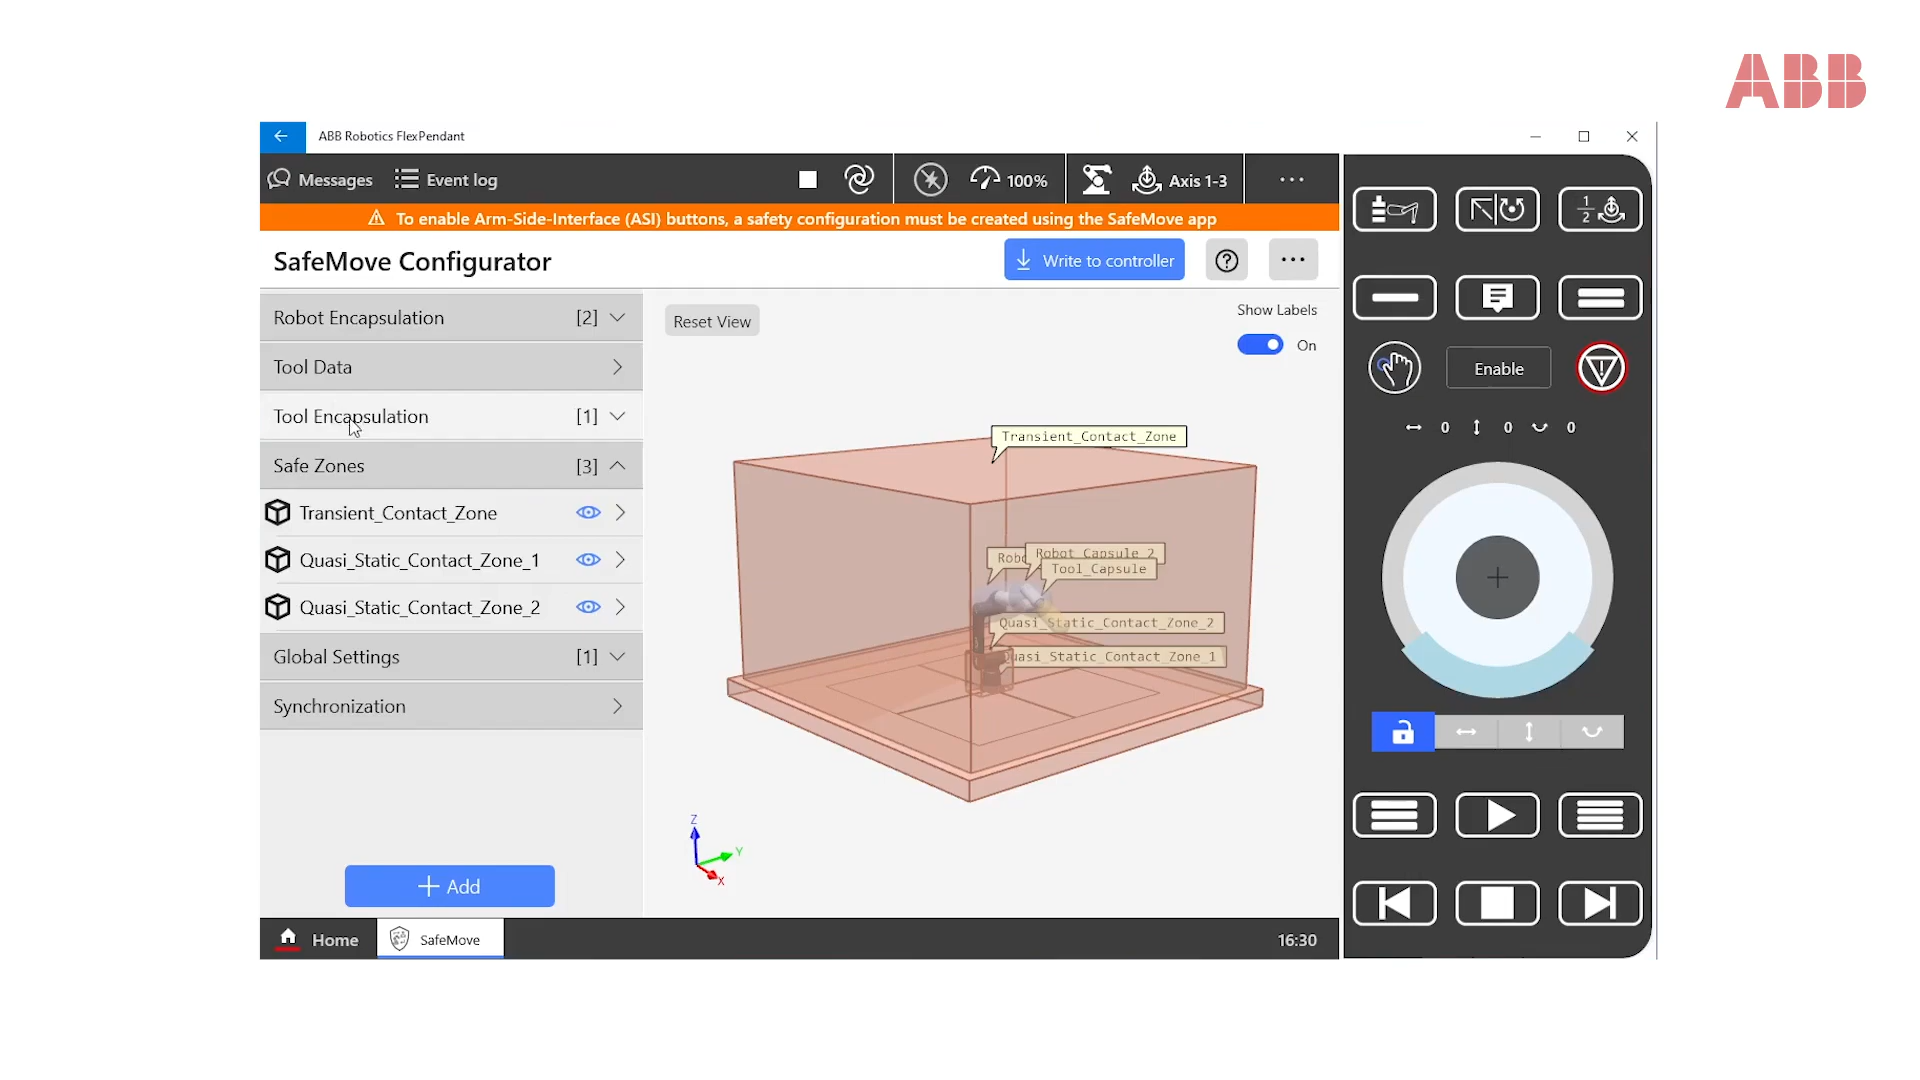 ABB
ABB Robotics FlexPendant
Messages
Event log
100%
Axis 1-3
...
To enable Arm-Side-Interface (ASI) buttons, a safety configuration must be created using the SafeMove app
SafeMove Configurator
Write to controller
?
...
Robot Encapsulation [2]
Tool Data
Tool Encapsulation [1]
Safe Zones [3]
Transient_Contact_Zone
Quasi_Static_Contact_Zone_1
Quasi_Static_Contact_Zone_2
Global Settings [1]
Synchronization
+ Add
Reset View
Show Labels
On
Transient_Contact_Zone
Robot_Capsule_2
Tool_Capsule
Quasi_Static_Contact_Zone_2
uasi_Static_Contact_Zone_1
Z
Y
X
Home
SafeMove
16:30
1
2
Enable
0 0 0